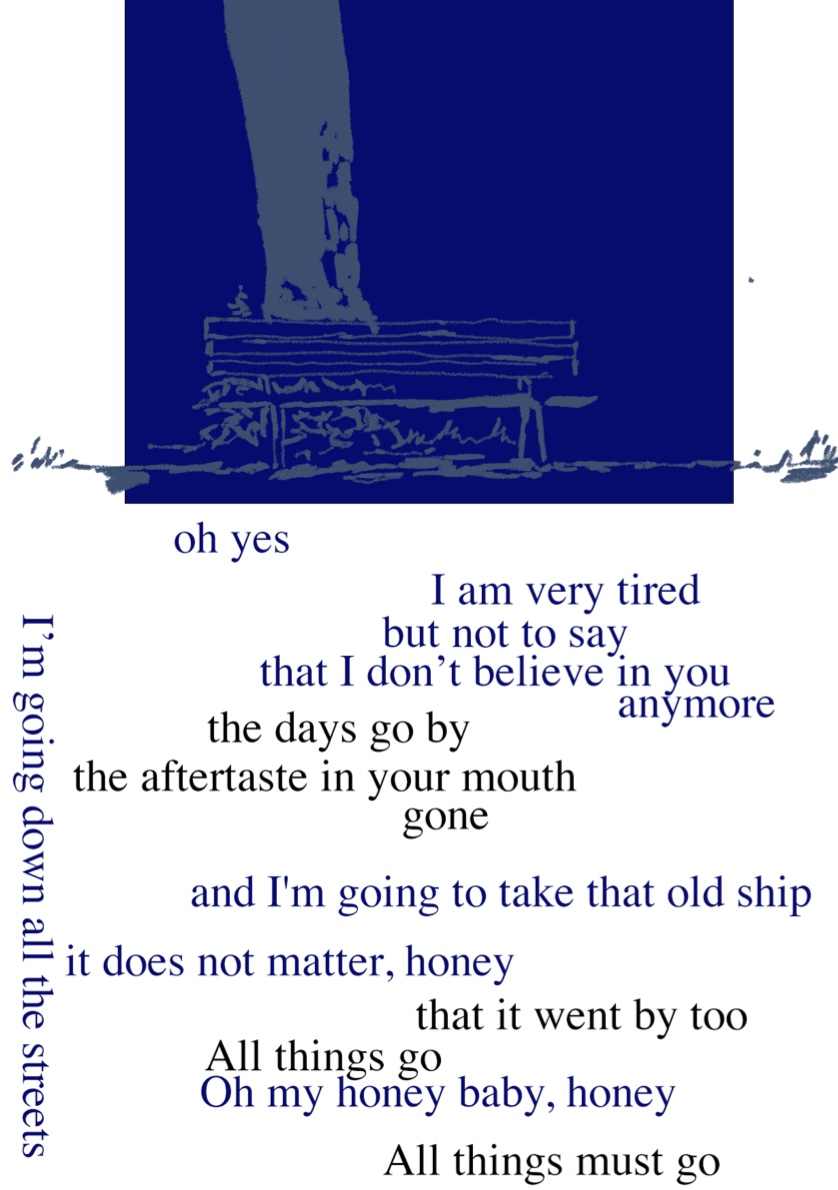 oh yes
I am very tired
but not to say
that I don’t believe in you
anymore
the days go by
the aftertaste in your mouth
gone
and I'm going to take that old ship
it does not matter, honey
that it went by too
All things go
Oh my honey baby, honey
All things must go
I’m going down all the streets